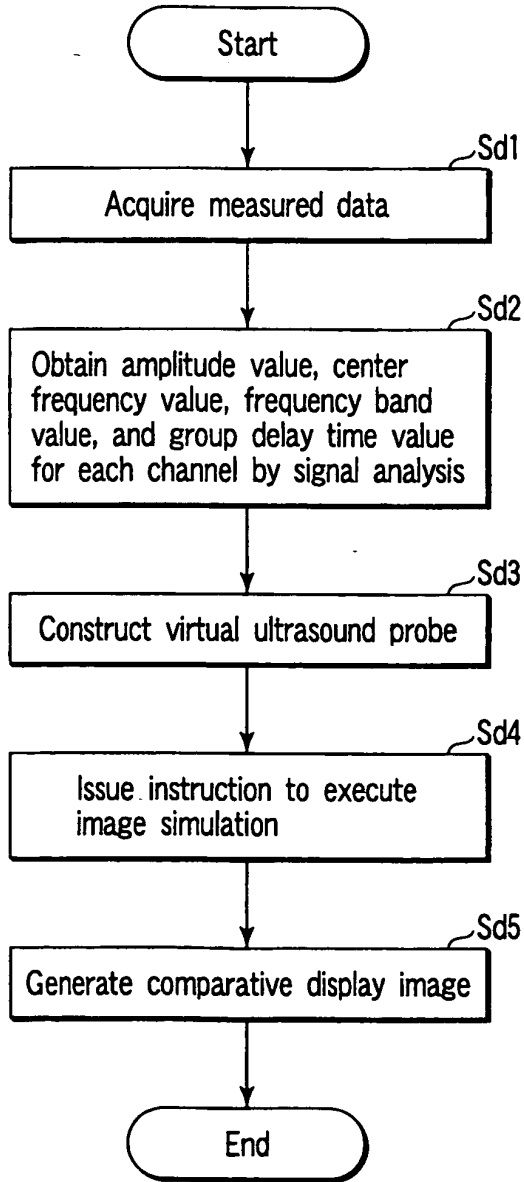 Start
Sd1
Acquire measured data
Sd2
Obtain amplitude value, center
frequency value, frequency band
value, and group delay time value
for each channel by signal analysis
Sd3
Construct virtual ultrasound probe
Sd4
Issue instruction to execute
image simulation
Sd5
Generate comparative display image
End